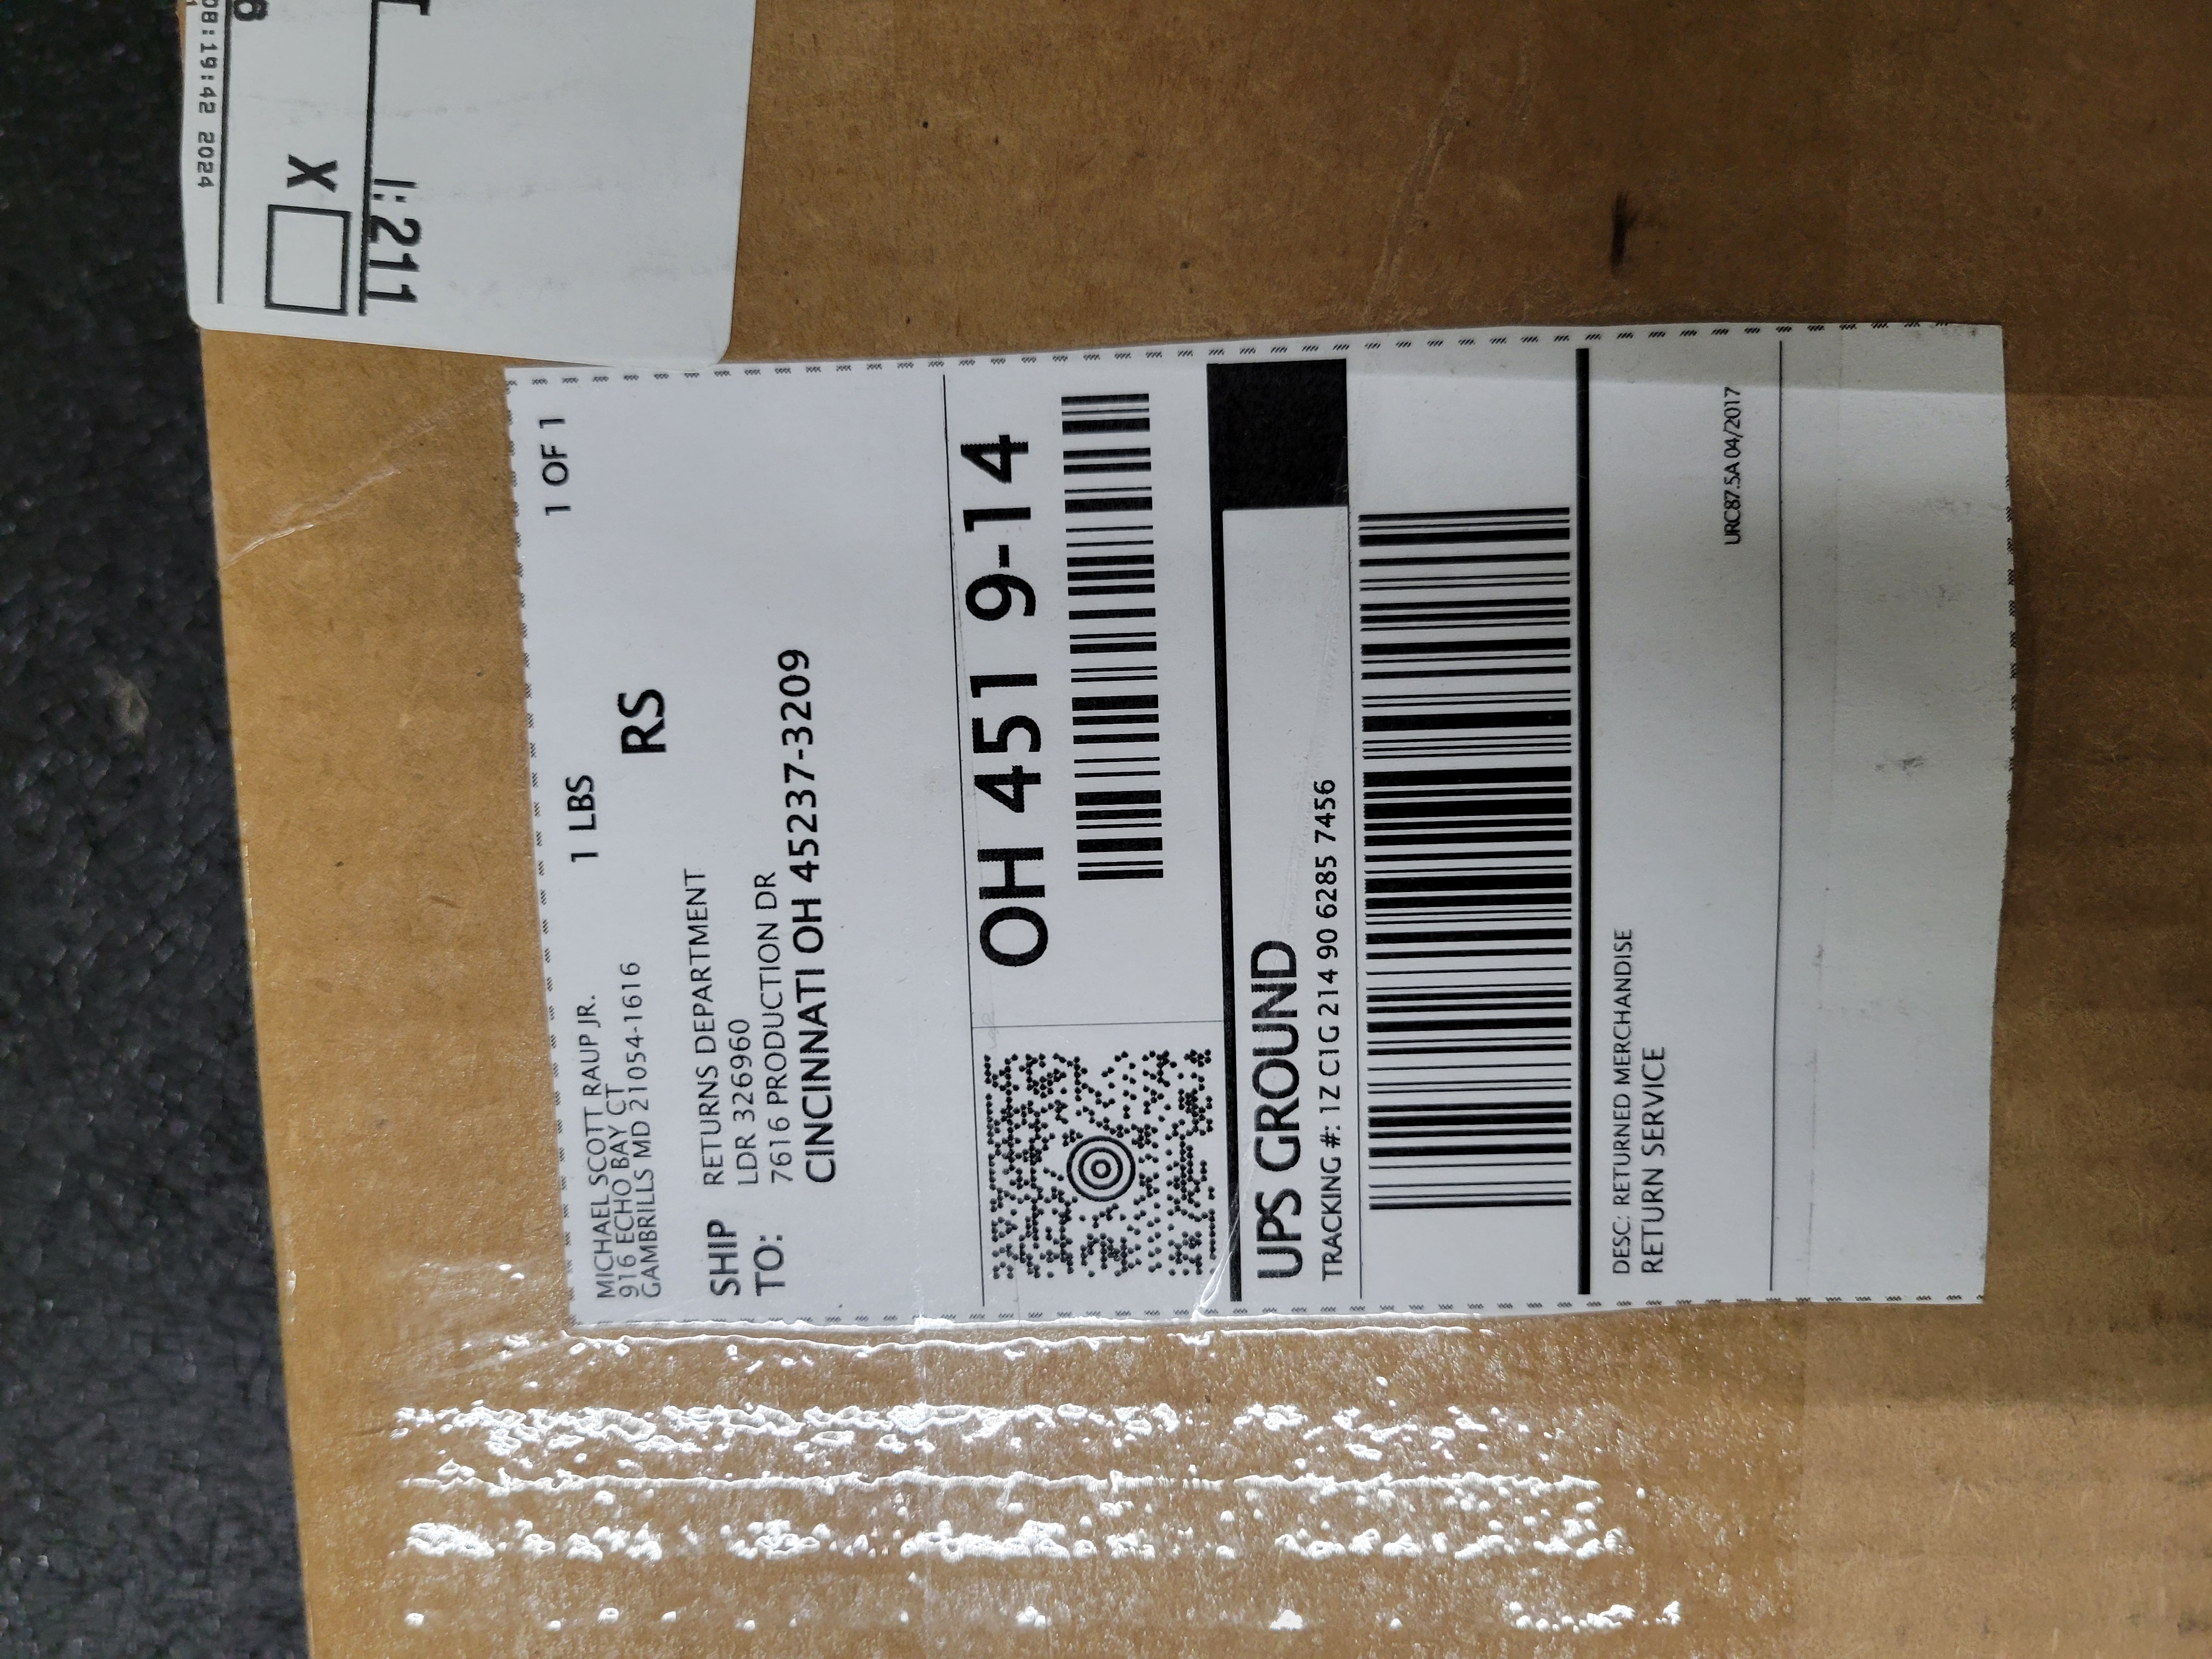 MICHAEL SCOTT RAUP JR.
916 ECHO BAY CT
GAMBRILLS MD 21054-1616
1 LBS
1 OF 1
RS
SHIP
TO:
RETURNS DEPARTMENT
LDR 326960
7616 PRODUCTION DR
CINCINNATI OH 45237-3209
OH 451 9-14
UPS GROUND
TRACKING #: 1Z C1G 214 90 6285 7456
DESC: RETURNED MERCHANDISE
RETURN SERVICE
URC87.5A 04/2017
I:211
X
08:19:42 2024